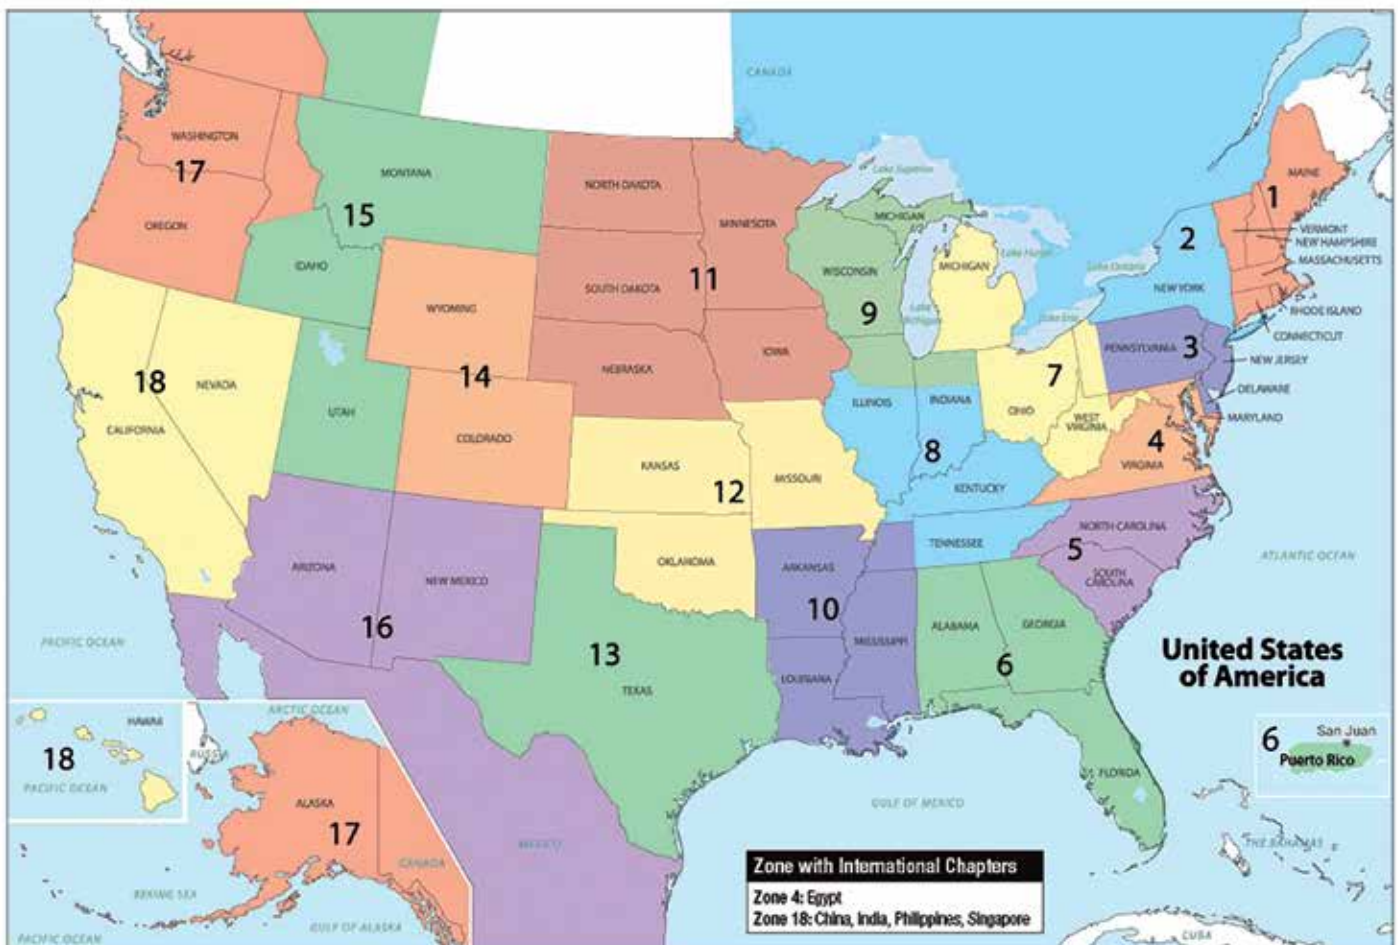 CANADA
WASHINGTON
17
OREGON
MONTANA
15
IDAHO
NORTH DAKOTA
MINNESOTA
SOUTH DAKOTA
11
Lake Superior
MICHIGAN
WISCONSIN
9
Lake Michigan
MICHIGAN
Lake Huron
Lake Ontario
Lake Erie
MAINE
1
VERMONT
NEW HAMPSHIRE
MASSACHUSETTS
2
NEW YORK
RHODE ISLAND
CONNECTICUT
PENNSYLVANIA
3
NEW JERSEY
DELAWARE
MARYLAND
WYOMING
14
NEBRASKA
IOWA
18
NEVADA
CALIFORNIA
UTAH
COLORADO
KANSAS
12
MISSOURI
ILLINOIS
INDIANA
8
KENTUCKY
7
OHIO
WEST
VIRGINIA
4
VIRGINIA
ARIZONA
NEW MEXICO
16
OKLAHOMA
ARKANSAS
10
TENNESSEE
NORTH CAROLINA
5
SOUTH
CAROLINA
ATLANTIC OCEAN
PACIFIC OCEAN
13
TEXAS
LOUISIANA
MISSISSIPPI
ALABAMA
GEORGIA
6
FLORIDA
United States
of America
6
San Juan
Puerto Rico
HAWAII
18
PACIFIC OCEAN
ARCTIC OCEAN
RUSSIA
ALASKA
17
CANADA
BERING SEA
GULF OF ALASKA
PACIFIC OCEAN
MEXICO
GULF OF MEXICO
THE BAHAMAS
CUBA
Zone with International Chapters
Zone 4: Egypt
Zone 18: China, India, Philippines, Singapore